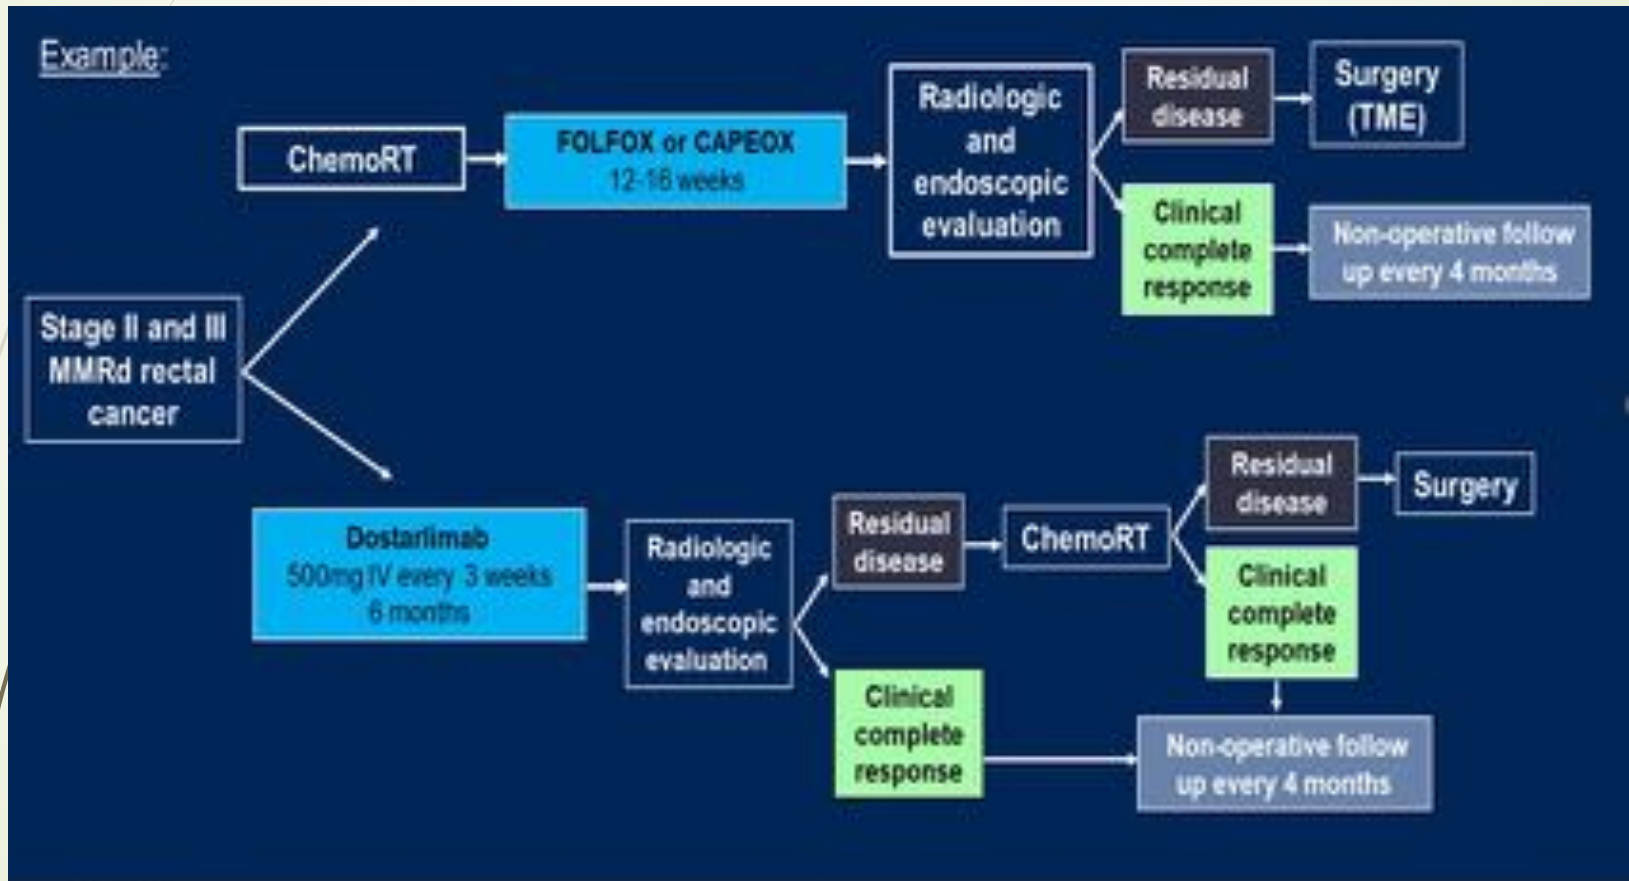 Example:
ChemoRT
FOLFOX or CAPEOX
12-16 weeks
Radiologic
and
endoscopic
evaluation
Residual
disease
Surgery
(TME)
Clinical
complete
response
Non-operative follow
up every 4 months
Stage II and III
MMRd rectal
cancer
Dostarlimab
500mg IV every 3 weeks
6 months
Radiologic
and
endoscopic
evaluation
Residual
disease
ChemoRT
Residual
disease
Surgery
Clinical
complete
response
Clinical
complete
response
Non-operative follow
up every 4 months